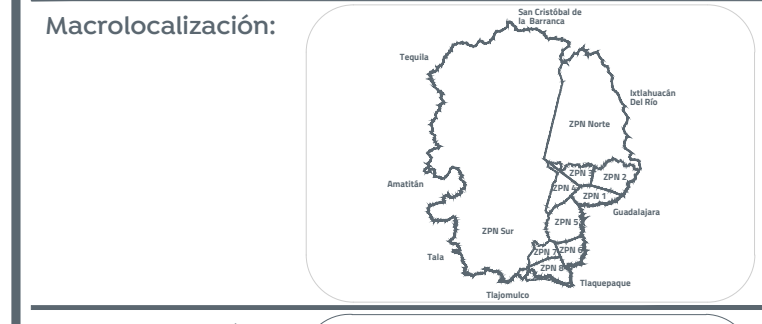 Macrolocalización:
San Cristóbal de
la Barranca
Tequila
Ixtlahuacán
Del Río
ZPN Norte
ZPN 3
ZPN 2
Amatitán
ZPN 4
ZPN 1
Guadalajara
ZPN 5
ZPN Sur
ZPN 7
ZPN 6
Tala
ZPN 8
Tlaquepaque
Tlajomulco